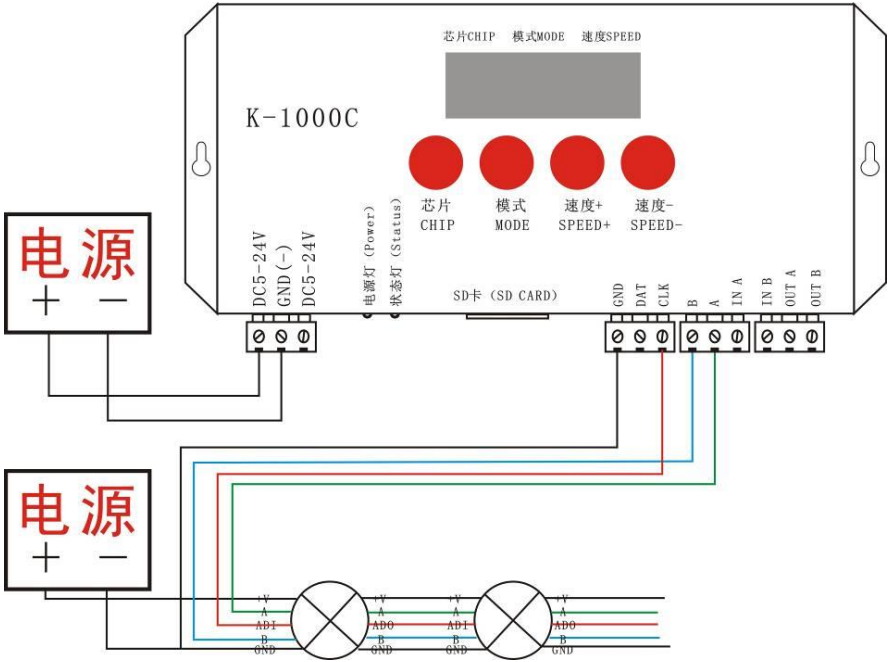 芯片CHIP 模式MODE 速度SPEED
K-1000C
芯片 模式 速度+ 速度-
CHIP MODE SPEED+ SPEED-
电源
+ −
DC5-24V
GND(-)
DC5-24V
电源灯(Power)
状态灯(Status)
SD卡(SD CARD)
GND
DAT
CLK
B
A
IN A
IN B
OUT A
OUT B
电源
+ −
+V +V +V +V
A A A A
ADI ADO ADI ADO
B B B B
GND GND GND GND